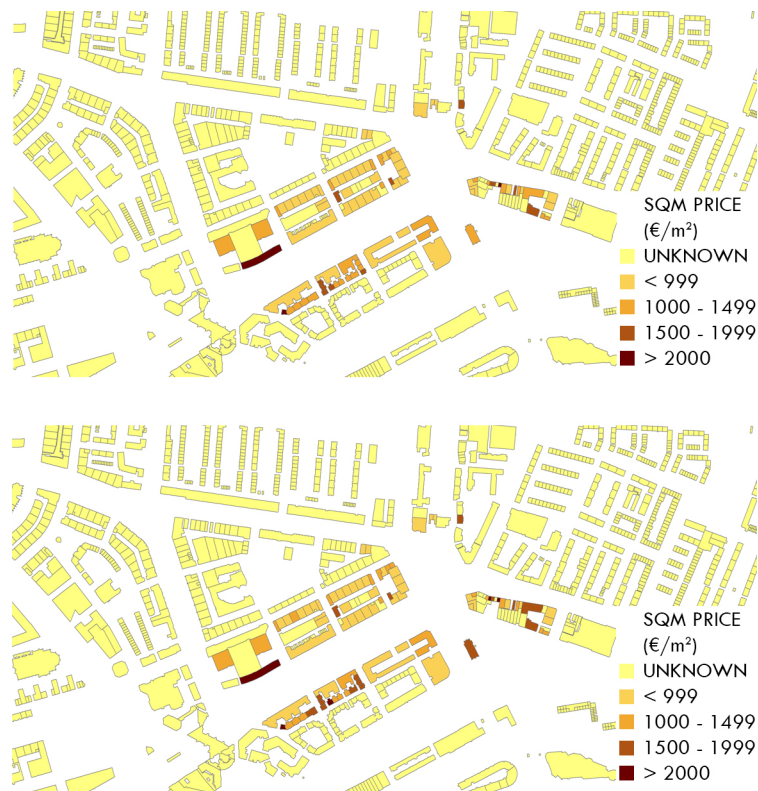 SQM PRICE
(€/m²)
UNKNOWN
< 999
1000 - 1499
1500 - 1999
> 2000
SQM PRICE
(€/m²)
UNKNOWN
< 999
1000 - 1499
1500 - 1999
> 2000